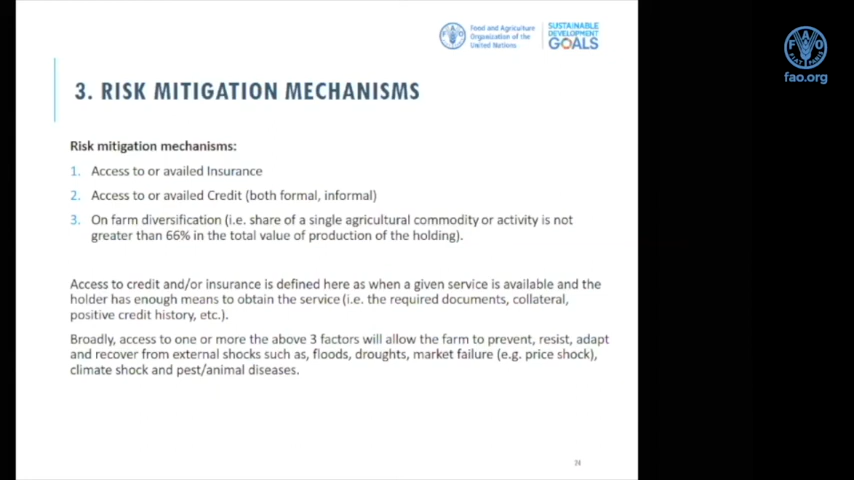 Food and Agriculture
Organization of the
United Nations
SUSTAINABLE
DEVELOPMENT
GOALS
FAO
FIAT PANIS
fao.org
3. RISK MITIGATION MECHANISMS
Risk mitigation mechanisms:
1. Access to or availed Insurance
2. Access to or availed Credit (both formal, informal)
3. On farm diversification (i.e. share of a single agricultural commodity or activity is not
greater than 66% in the total value of production of the holding).
Access to credit and/or insurance is defined here as when a given service is available and the
holder has enough means to obtain the service (i.e. the required documents, collateral,
positive credit history, etc.).
Broadly, access to one or more the above 3 factors will allow the farm to prevent, resist, adapt
and recover from external shocks such as, floods, droughts, market failure (e.g. price shock),
climate shock and pest/animal diseases.